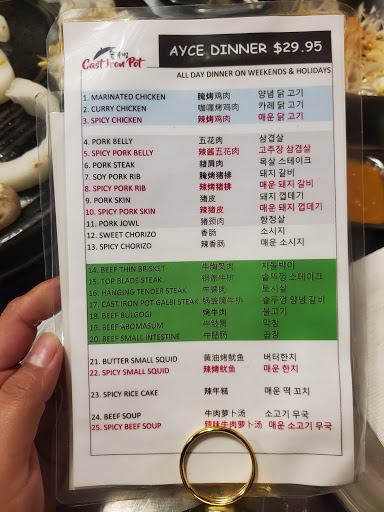 솥뚜껑
Cast Iron Pot
AYCE DINNER $29.95
ALL DAY DINNER ON WEEKENDS & HOLIDAYS
1. MARINATED CHICKEN 腌烤鸡肉 양념 닭 고기
2. CURRY CHICKEN 咖喱烤鸡肉 카레 닭 고기
3. SPICY CHICKEN 辣烤鸡肉 매운 닭 고기
4. PORK BELLY 五花肉 삼겹살
5. SPICY PORK BELLY 辣酱五花肉 고추장 삼겹살
6. PORK STEAK 猪肩肉 목살 스테이크
7. SOY PORK RIB 腌烤猪排 돼지 갈비
8. SPICY PORK RIB 辣烤猪排 매운 돼지 갈비
9. PORK SKIN 猪皮 돼지 껍데기
10. SPICY PORK SKIN 辣猪皮 매운 돼지 껍데기
11. PORK JOWL 猪颈肉 항정살
12. SWEET CHORIZO 香肠 소시지
13. SPICY CHORIZO 辣香肠 매운 소시지
14. BEEF THIN BRISKET 牛胸叉肉 차돌박이
15. TOP BLADE STEAK 锅盖牛排 솥뚜껑 스테이크
16. HANGING TENDER STEAK 토시살
17. CAST IRON POT GALBI STEAK 锅盖腌牛排 솥뚜껑 양념 갈비
18. BEEF BULGOGI 烤牛肉 불고기
19. BEEF ABOMASUM 막창
20. BEEF SMALL INTESTINE 곱창
21. BUTTER SMALL SQUID 黄油烤鱿鱼 버터한치
22. SPICY SMALL SQUID 辣烤鱿鱼 매운 한치
23. SPICY RICE CAKE 辣年糕 매운 떡 꼬치
24. BEEF SOUP 牛肉萝卜汤 소고기 무국
25. SPICY BEEF SOUP 辣味牛肉萝卜汤 매운 소고기 무국